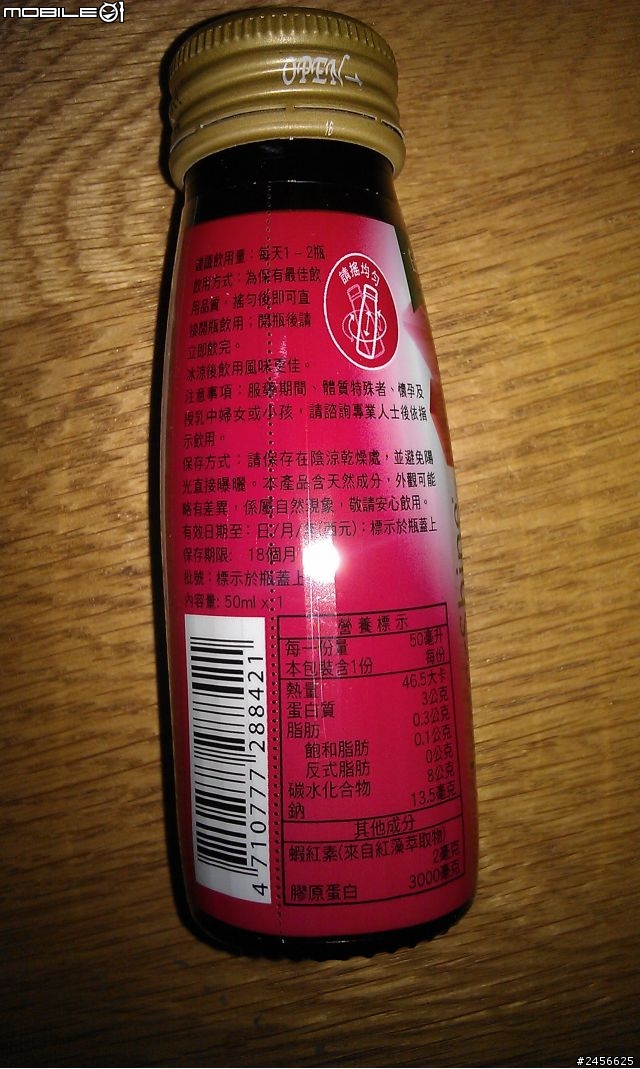 MOBILE01
OPEN
16
請搖均勻
建議飲用量：每天1－2瓶
飲用方式：為保有最佳飲
用品質，搖勻後即可直
接開瓶飲用；開瓶後請
立即飲完。
冰涼後飲用風味更佳。
注意事項：服藥期間、體質特殊者、懷孕及
授乳中婦女或小孩，請諮詢專業人士後依指
示飲用。
保存方式：請保存在陰涼乾燥處，並避免陽
光直接曝曬。本產品含天然成分，外觀可能
略有差異，係屬自然現象，敬請安心飲用。
有效日期至：日/月/年(西元)：標示於瓶蓋上
保存期限: 18個月
批號：標示於瓶蓋上
內容量: 50ml x 1
營養標示
每一份量 50毫升
本包裝含1份 每份
熱量 46.5大卡
蛋白質 3公克
脂肪 0.3公克
飽和脂肪 0.1公克
反式脂肪 0公克
碳水化合物 8公克
鈉 13.5毫克
其他成分
蝦紅素(來自紅藻萃取物)
2毫克
膠原蛋白 3000毫克
4 710777 288421
#2456625